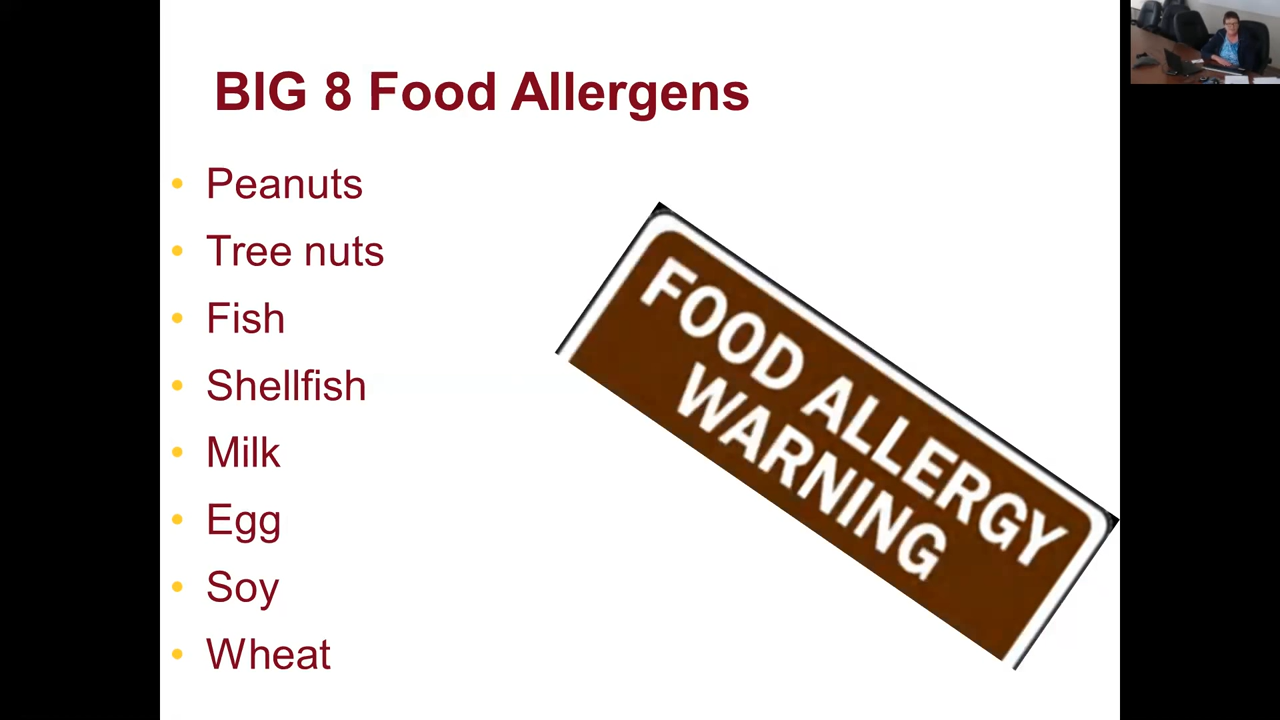 BIG 8 Food Allergens
Peanuts
Tree nuts
Fish
Shellfish
Milk
Egg
Soy
Wheat
FOOD ALLERGY
WARNING